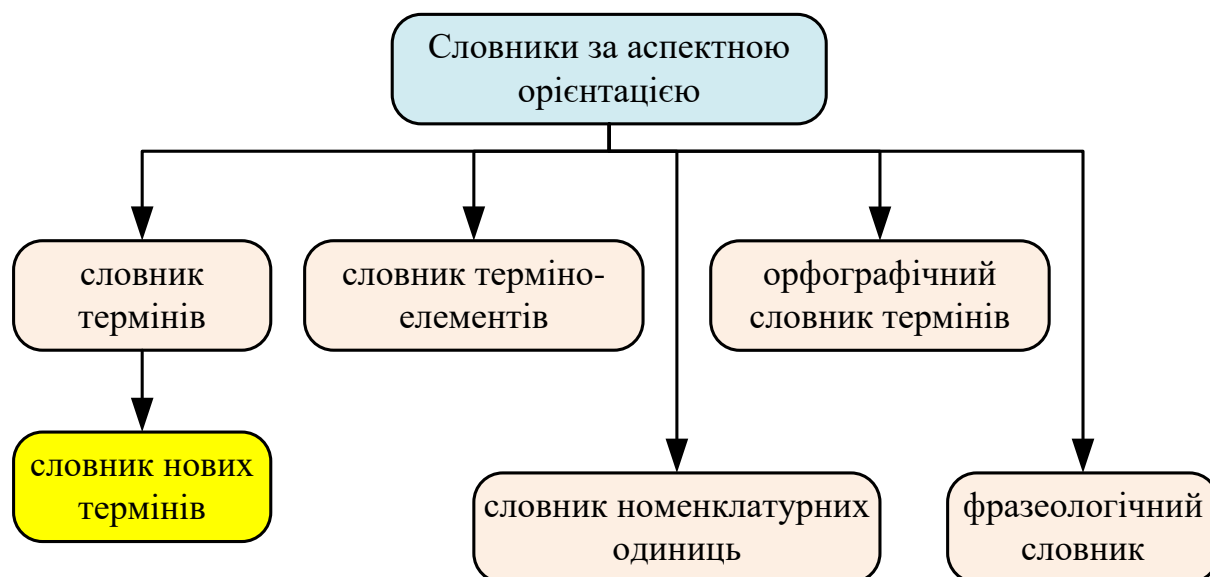 Словники за аспектною
орієнтацією
словник
термінів
словник терміно-
елементів
орфографічний
словник термінів
словник нових
термінів
словник номенклатурних
одиниць
фразеологічний
словник